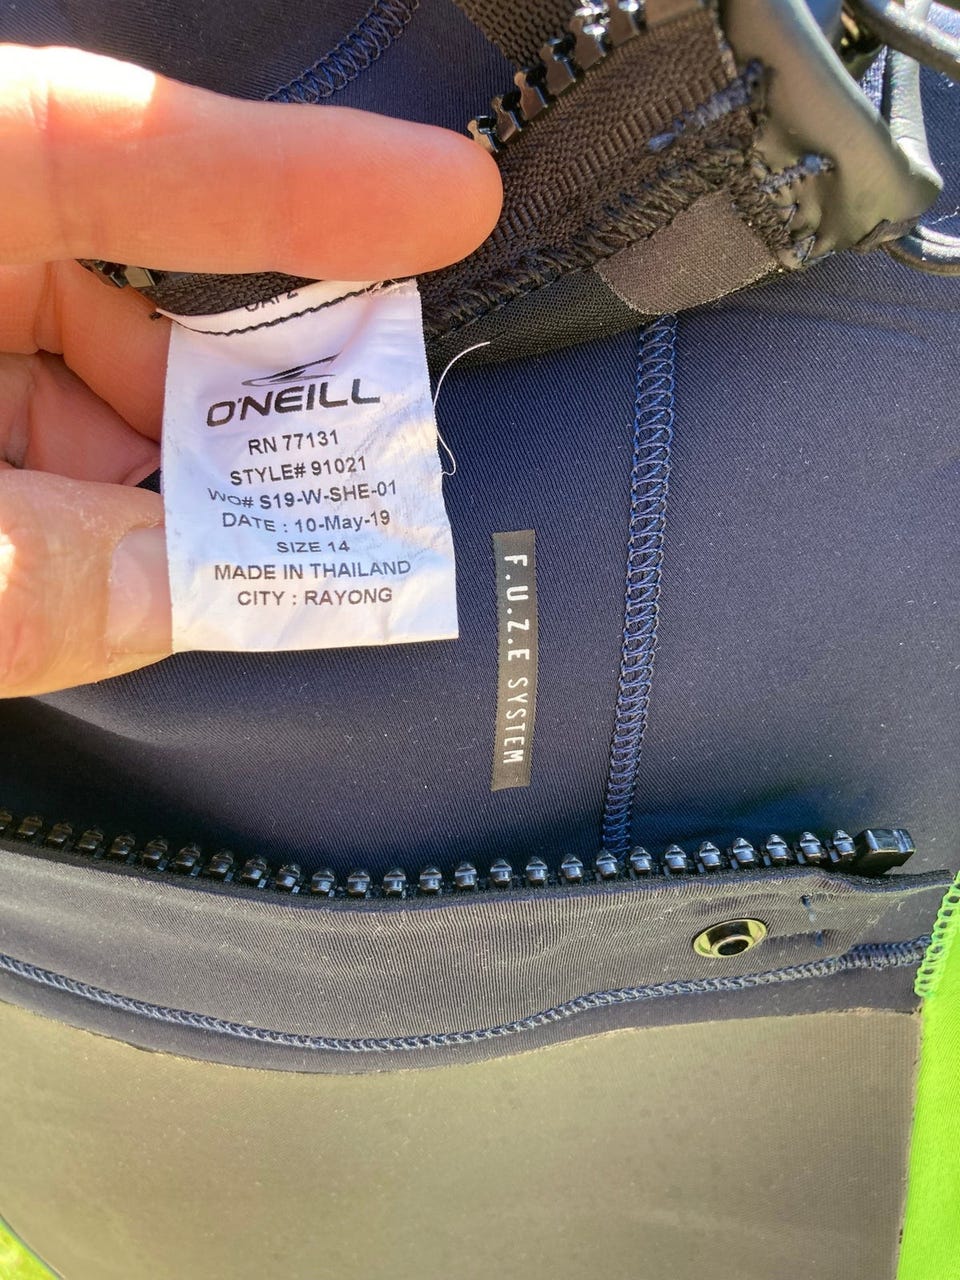 O'NEILL
RN 77131
STYLE# 91021
WO# S19-W-SHE-01
DATE : 10-May-19
SIZE 14
MADE IN THAILAND
CITY : RAYONG
F.U.Z.E SYSTEM